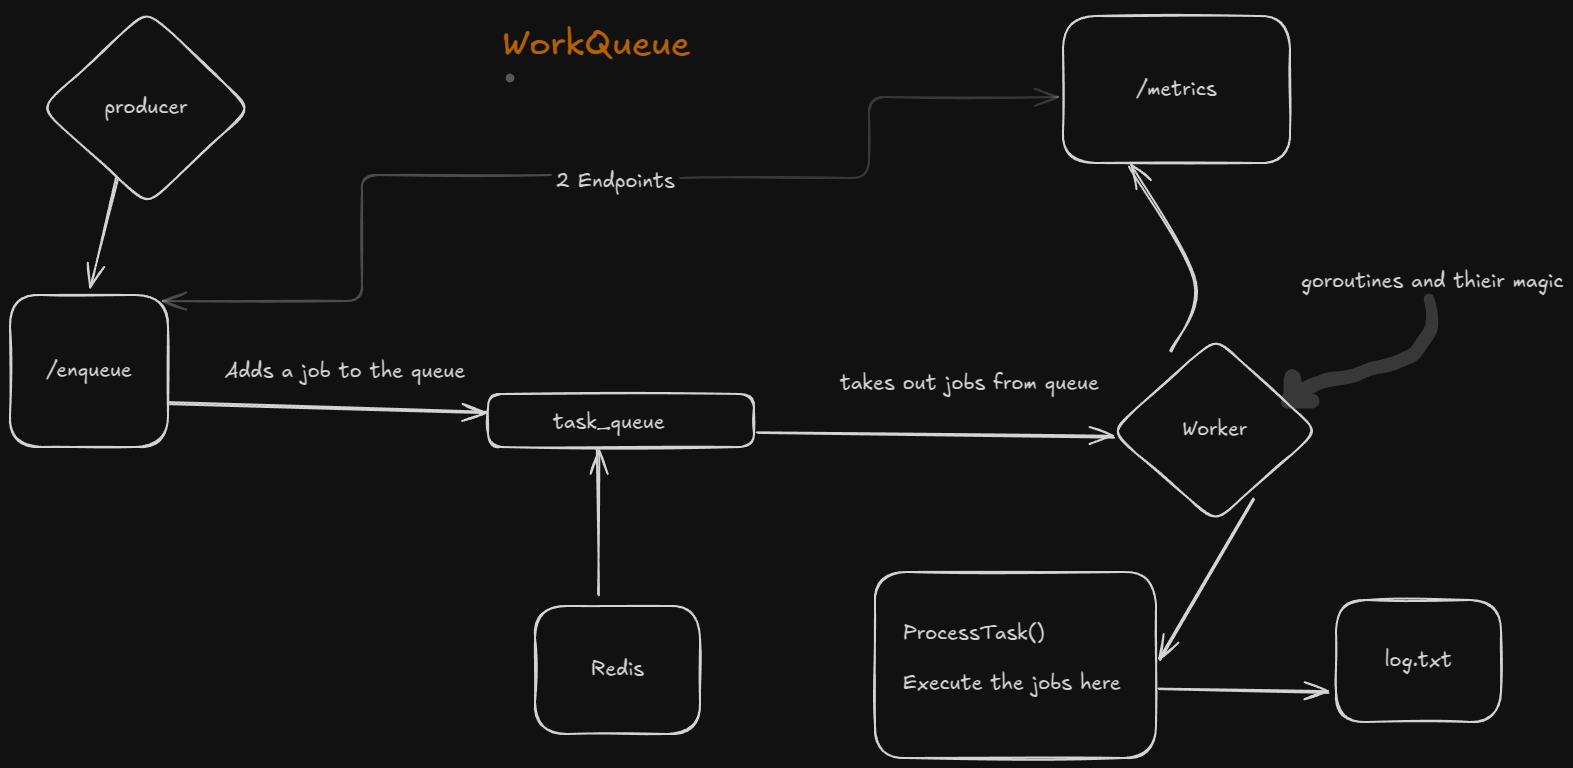 WorkQueue
producer
/metrics
2 Endpoints
goroutines and thieir magic
/enqueue
Adds a job to the queue
takes out jobs from queue
task_queue
Worker
ProcessTask()
Execute the jobs here
Redis
log.txt